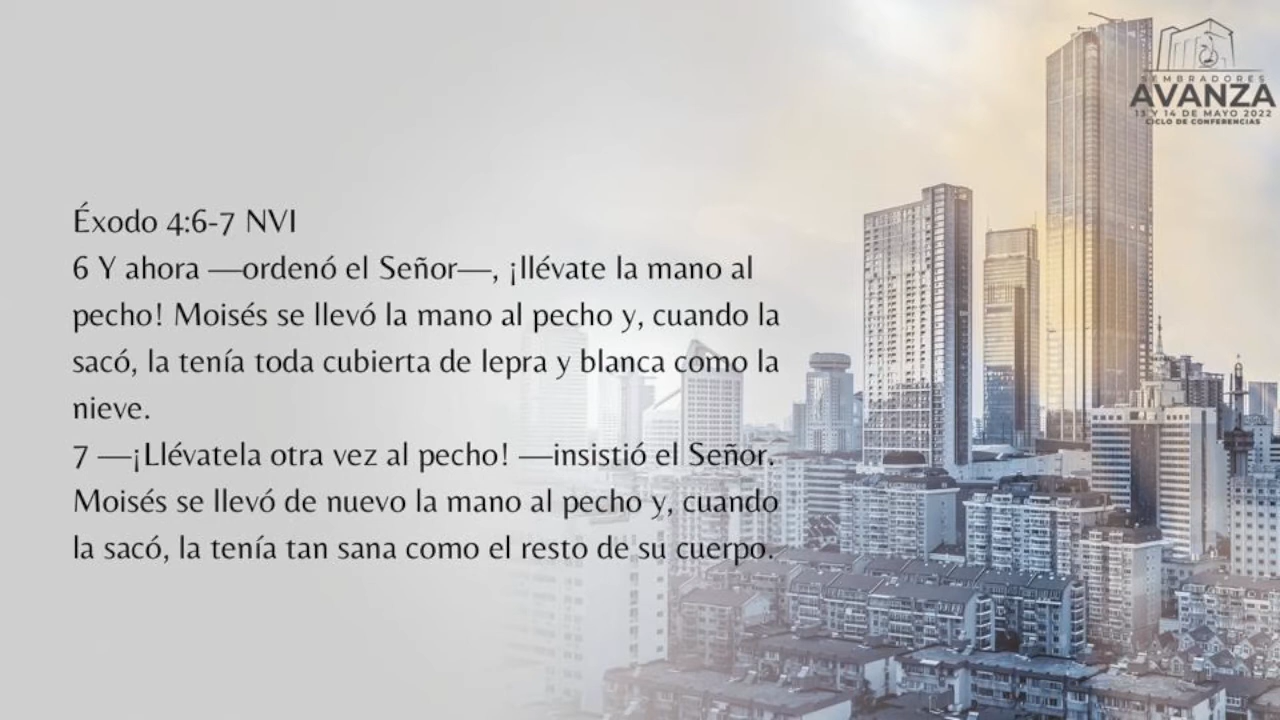 SEMBRADORES
AVANZA
13 Y 14 DE MAYO 2022
CICLO DE CONFERENCIAS
Éxodo 4:6-7 NVI
6 Y ahora —ordenó el Señor—, ¡llévate la mano al
pecho! Moisés se llevó la mano al pecho y, cuando la
sacó, la tenía toda cubierta de lepra y blanca como la
nieve.
7 —¡Llévatela otra vez al pecho! —insistió el Señor.
Moisés se llevó de nuevo la mano al pecho y, cuando
la sacó, la tenía tan sana como el resto de su cuerpo.